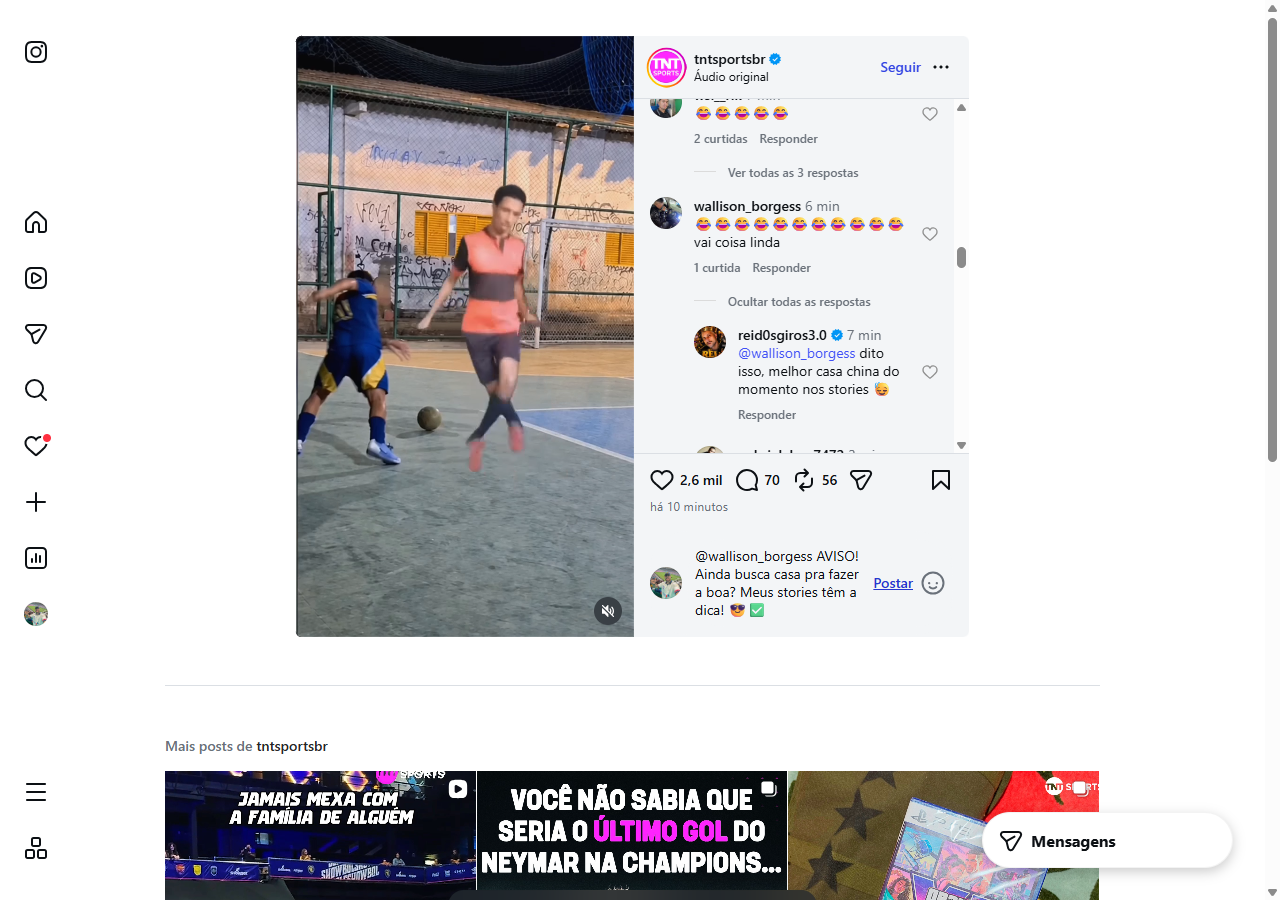 tntsportsbr
Áudio original
Seguir
😂😂😂😂😂
2 curtidas Responder
Ver todas as 3 respostas
wallison_borgess 6 min
😂😂😂😂😂😂😂😂😂😂😂
vai coisa linda
1 curtida Responder
Ocultar todas as respostas
reid0sgiros3.0 7 min
@wallison_borgess dito
isso, melhor casa china do
momento nos stories 🥳
Responder
2,6 mil 70 56
há 10 minutos
@wallison_borgess AVISO!
Ainda busca casa pra fazer
a boa? Meus stories têm a
dica! 😎 ✅
Postar
Mais posts de tntsportsbr
JAMAIS MEXA COM
A FAMÍLIA DE ALGUÉM
VOCÊ NÃO SABIA QUE
SERIA O ÚLTIMO GOL DO
NEYMAR NA CHAMPIONS...
TNT SPORTS
Mensagens